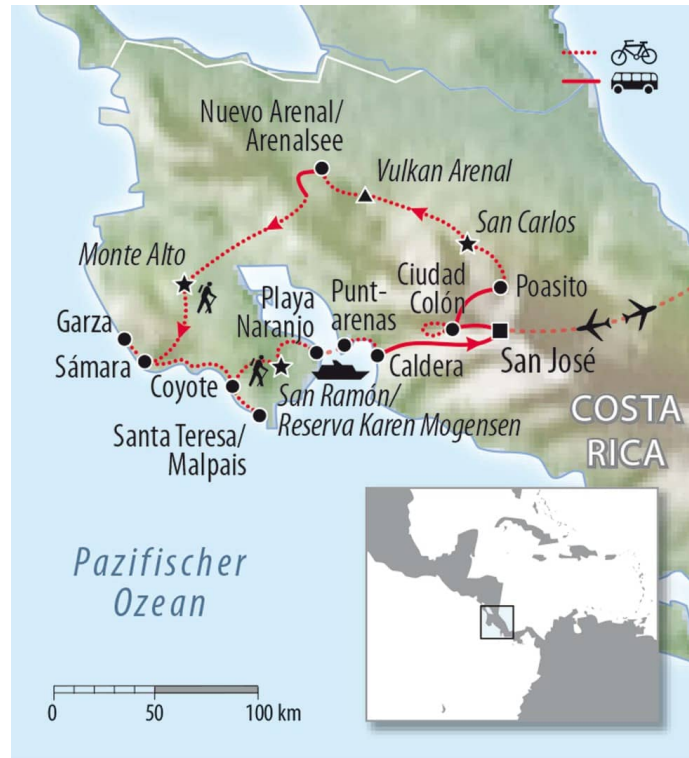 Nuevo Arenal/
Arenalsee
Vulkan Arenal
San Carlos
Monte Alto
Ciudad
Colón
Poasito
Garza
Playa
Naranjo
Punt-
arenas
Sámara
Caldera
San José
Coyote
San Ramón/
Reserva Karen Mogensen
Santa Teresa/
Malpais
COSTA
RICA
Pazifischer
Ozean
0 50 100 km